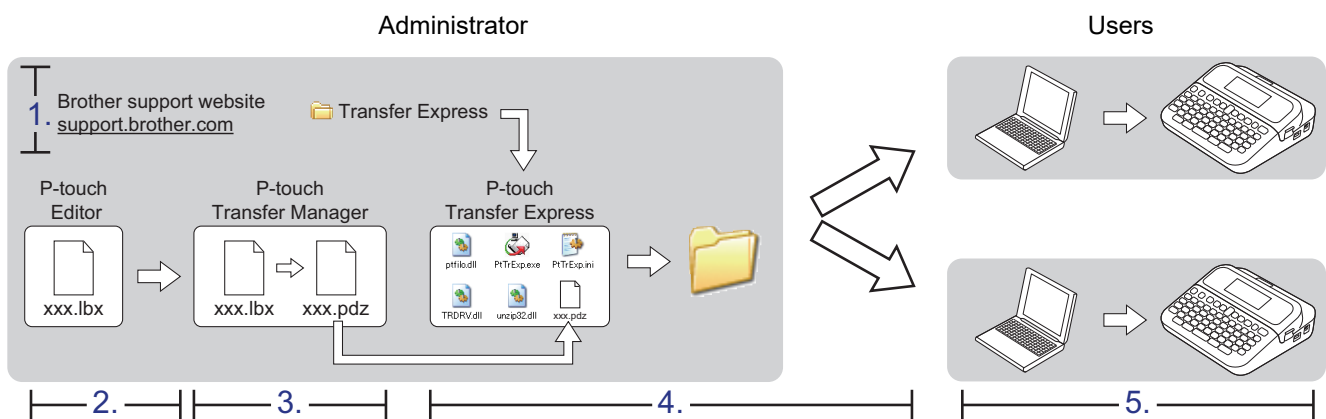 Administrator
Users
1.
Brother support website
support.brother.com
Transfer Express
P-touch
Editor
P-touch
Transfer Manager
P-touch
Transfer Express
xxx.lbx
xxx.lbx
xxx.pdz
ptfilo.dll
PtTrExp.exe
PtTrExp.ini
TRDRV.dll
unzip32.dll
xxx.pdz
2.
3.
4.
5.